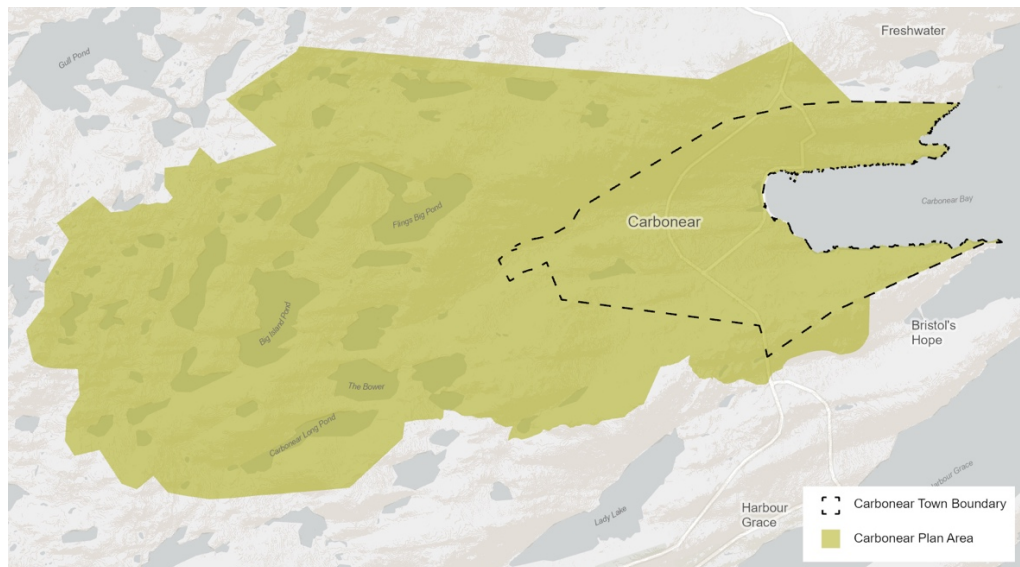 Freshwater
Gull Pond
Carbonear Bay
Flings Big Pond
Carbonear
Big Island Pond
Bristol's
Hope
The Bower
Carbonear Long Pond
Harbour Grace
Lady Lake
Harbour
Grace
Carbonear Town Boundary
Carbonear Plan Area